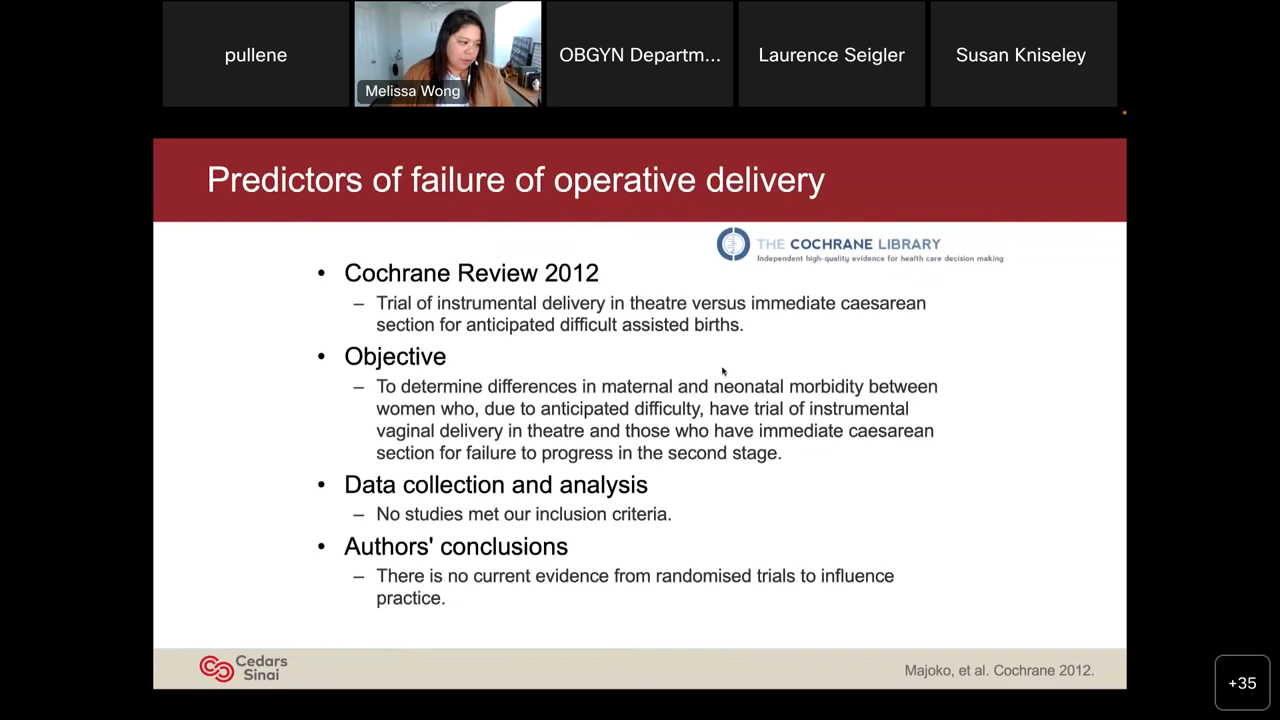 pullene
Melissa Wong
OBGYN Departm...
Laurence Seigler
Susan Kniseley
Predictors of failure of operative delivery
THE COCHRANE LIBRARY
Independent high-quality evidence for health care decision making
• Cochrane Review 2012
– Trial of instrumental delivery in theatre versus immediate caesarean
section for anticipated difficult assisted births.
• Objective
– To determine differences in maternal and neonatal morbidity between
women who, due to anticipated difficulty, have trial of instrumental
vaginal delivery in theatre and those who have immediate caesarean
section for failure to progress in the second stage.
• Data collection and analysis
– No studies met our inclusion criteria.
• Authors' conclusions
– There is no current evidence from randomised trials to influence
practice.
Cedars
Sinai
Majoko, et al. Cochrane 2012.
+35